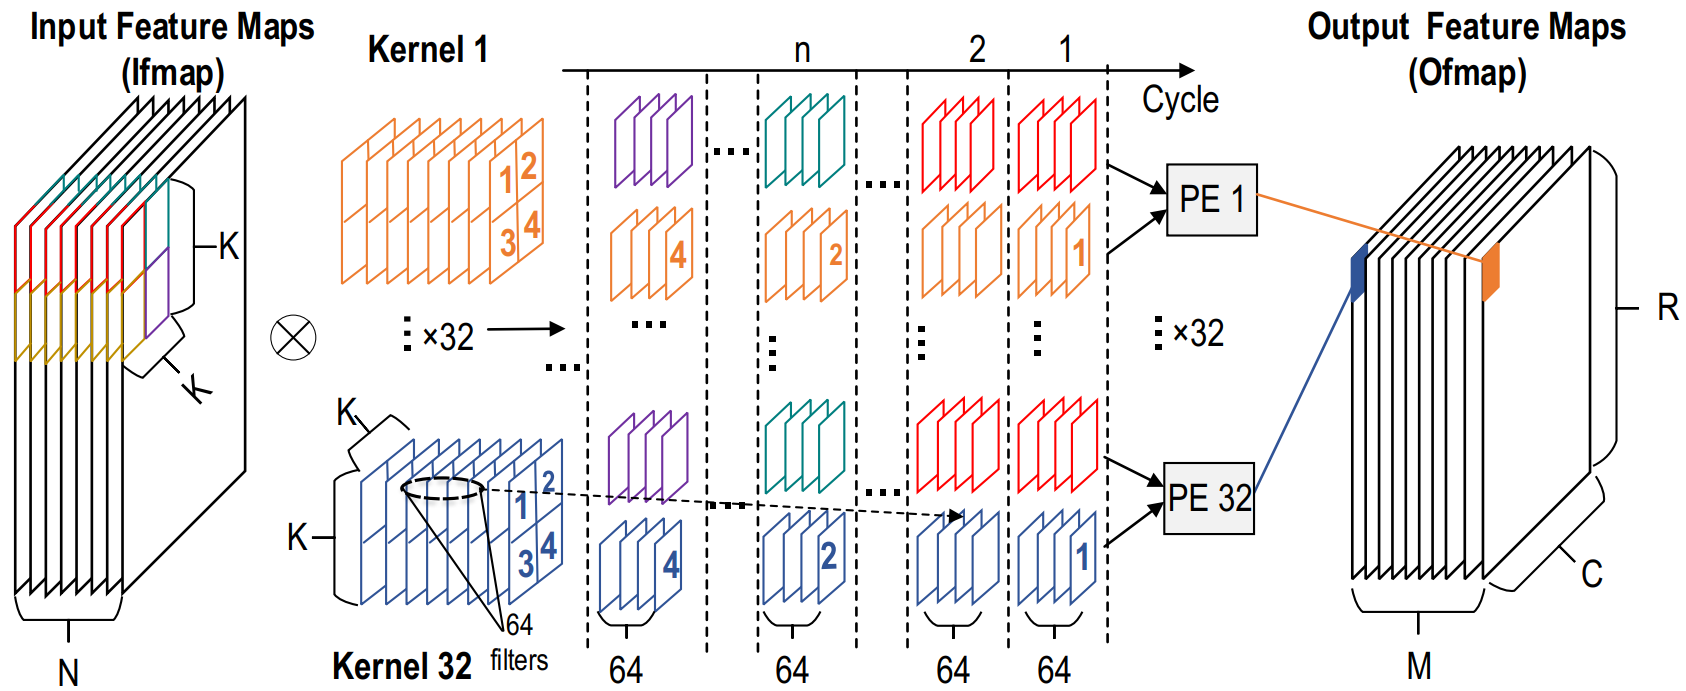 Input Feature Maps
(Ifmap)
Kernel 1
n
2
1
Cycle
Output Feature Maps
(Ofmap)
1
2
3
4
4
2
1
PE 1
K
K
×32
×32
R
K
K
1
2
3
4
4
2
1
PE 32
C
64
filters
Kernel 32
64
64
64
64
N
M